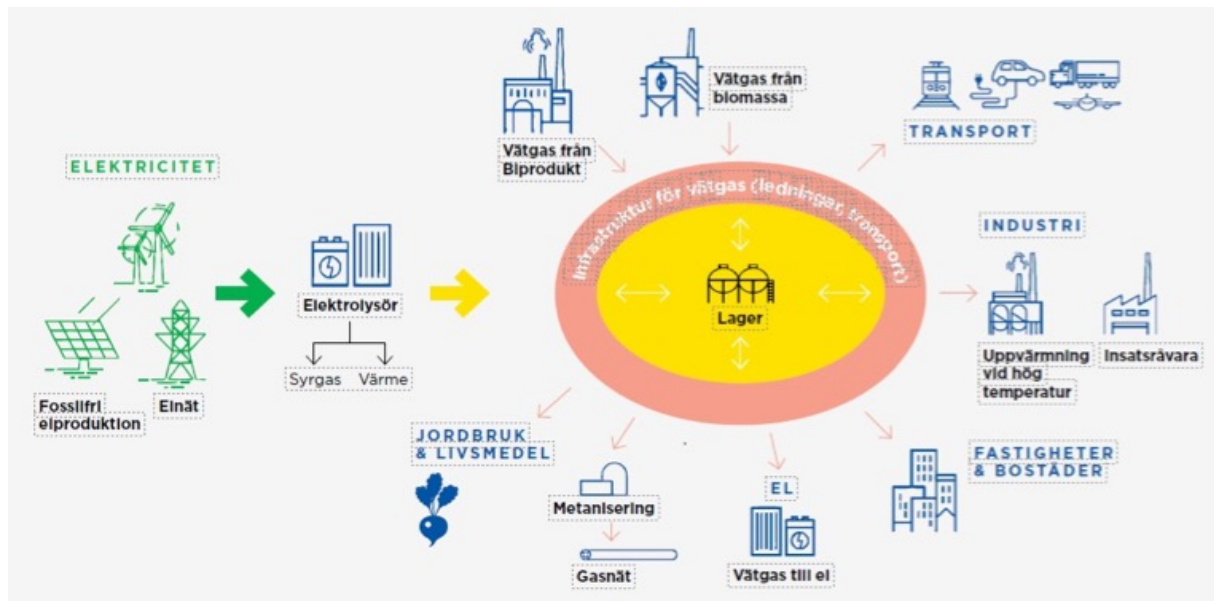 ELEKTRICITET
Fossilfri
elproduktion
Elnät
Elektrolysör
Syrgas
Värme
Vätgas från
Biprodukt
Vätgas från
biomassa
TRANSPORT
Infrastruktur för vätgas (ledningar, transport)
Lager
INDUSTRI
Uppvärmning
vid hög
temperatur
Insatsråvara
JORDBRUK
& LIVSMEDEL
Metanisering
Gasnät
EL
Vätgas till el
FASTIGHETER
& BOSTÄDER